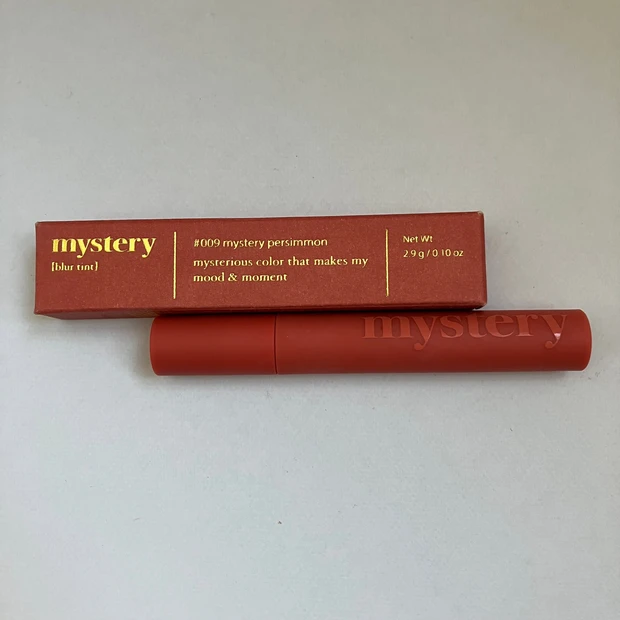 mystery
[blur tint]
#009 mystery persimmon
mysterious color that makes my
mood & moment
Net Wt
2.9 g / 0.10 oz
mystery